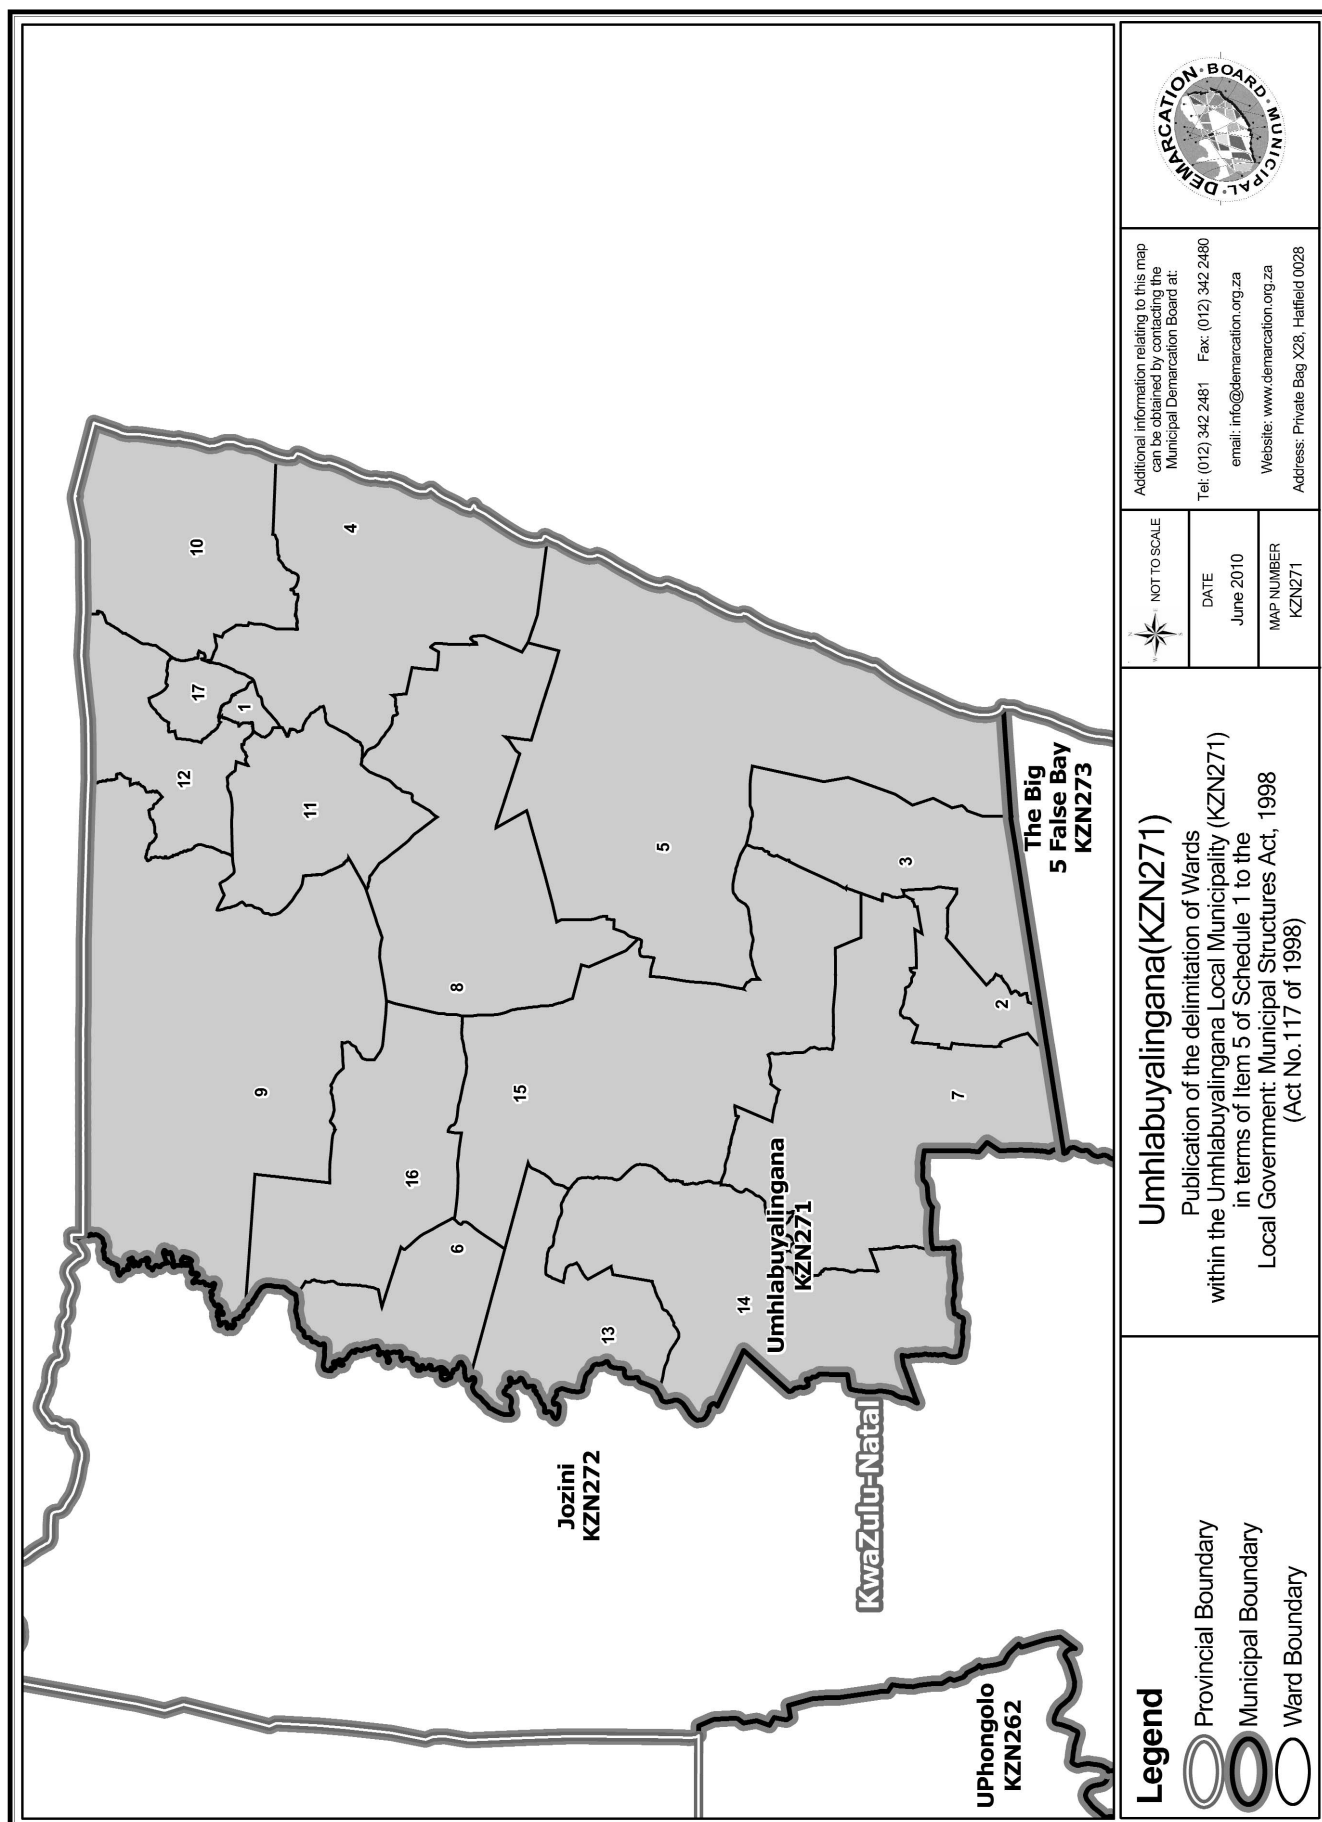 10
4
17
1
12
11
5
3
9
8
2
16
15
7
6
13
14
Umhlabuyalingana
KZN271
The Big
5 False Bay
KZN273
Jozini
KZN272
KwaZulu-Natal
UPhongolo
KZN262
Legend
Provincial Boundary
Municipal Boundary
Ward Boundary
Umhlabuyalingana(KZN271)
Publication of the delimitation of Wards
within the Umhlabuyalingana Local Municipality (KZN271)
in terms of Item 5 of Schedule 1 to the
Local Government: Municipal Structures Act, 1998
(Act No.117 of 1998)
N
W
E
S
NOT TO SCALE
DATE
June 2010
MAP NUMBER
KZN271
Additional information relating to this map
can be obtained by contacting the
Municipal Demarcation Board at:
Tel: (012) 342 2481 Fax: (012) 342 2480
email: info@demarcation.org.za
Website: www.demarcation.org.za
Address: Private Bag X28, Hatfield 0028
MUNICIPAL · DEMARCATION · BOARD ·